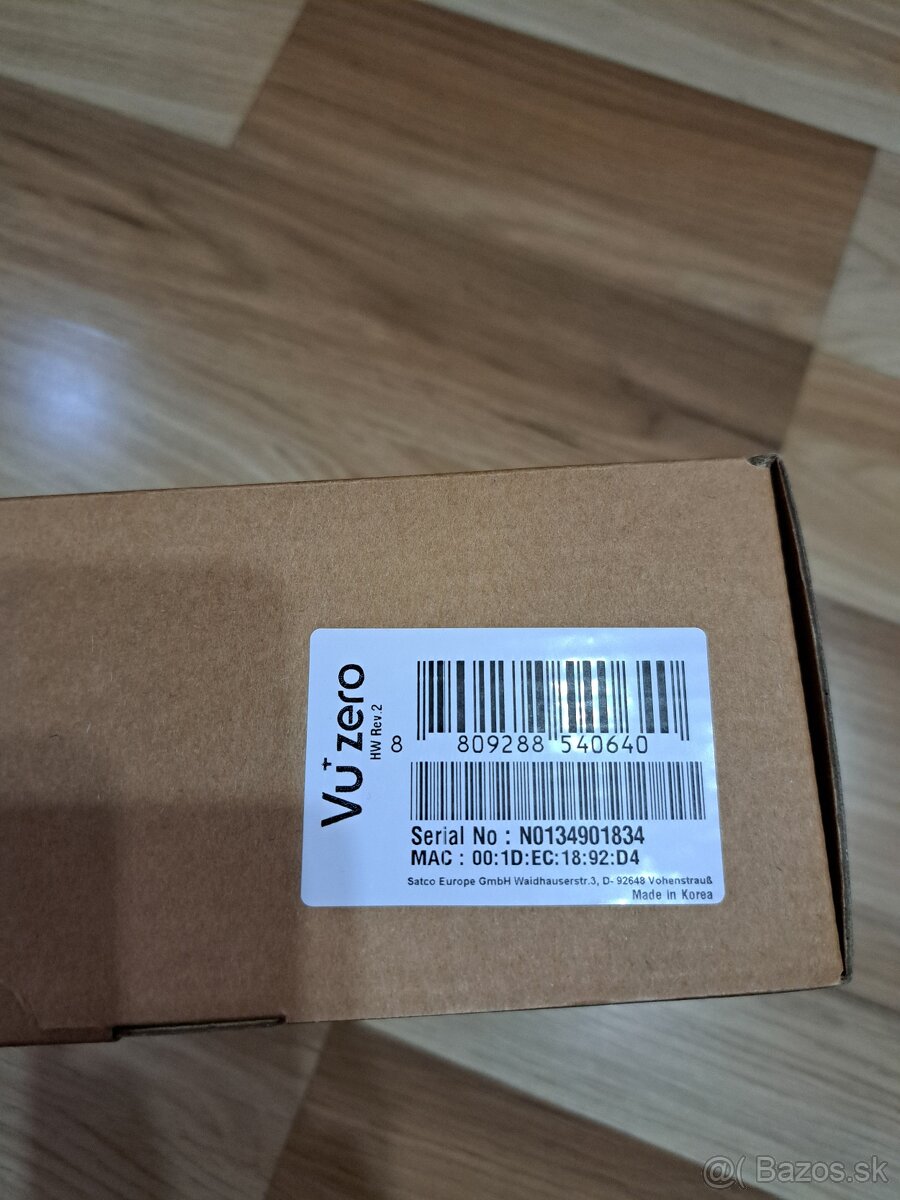 Vu+ zero
HW Rev.2
8 809288 540640
Serial No : N0134901834
MAC : 00:1D:EC:18:92:D4
Satco Europe GmbH Waidhauserstr.3, D- 92648 Vohenstrauß
Made in Korea
@( Bazos.sk